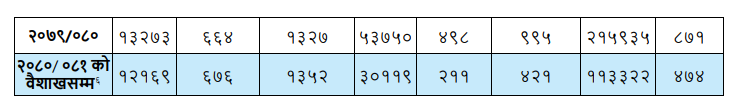 २०७९/०८० १३२७३ ६६४ १३२७ ५३७५० ४९८ ९९५ २१५९३५ ८७१
२०८०/ ०८१ को
वैशाखसम्म६ १२१६९ ६७६ १३५२ ३०११९ २११ ४२१ ११३३२२ ४७४